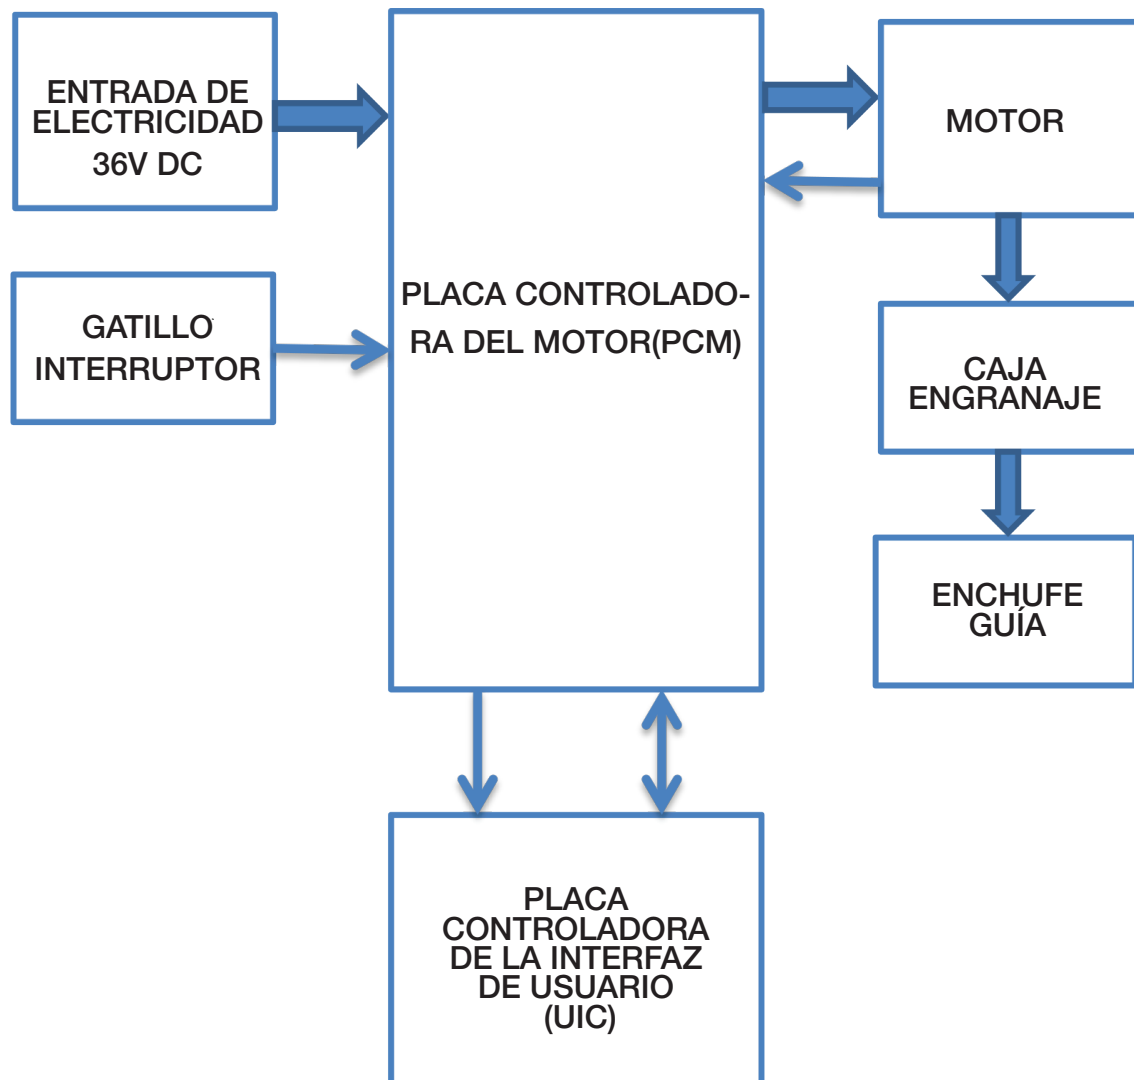 ENTRADA DE
ELECTRICIDAD
36V DC
GATILLO
INTERRUPTOR
PLACA CONTROLADO-
RA DEL MOTOR(PCM)
MOTOR
CAJA
ENGRANAJE
ENCHUFE
GUÍA
PLACA
CONTROLADORA
DE LA INTERFAZ
DE USUARIO
(UIC)